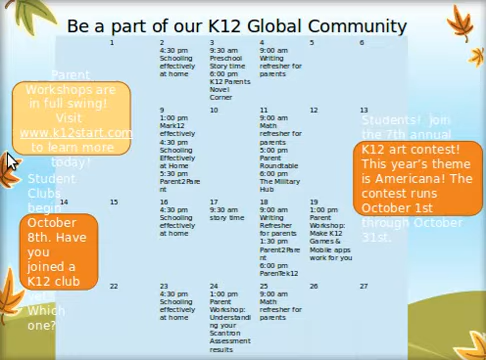 Be a part of our K12 Global Community
1
2
4:30 pm
Schooling
effectively
at home
3
9:30 am
Preschool
Story time
6:00 pm
K12 Parents
Novel
Corner
4
9:00 am
Writing
refresher for
parents
5
6
Parent
Workshops are
in full swing!
Visit
www.k12start.com
to learn more
today!
9
1:00 pm
Mark12
effectively
4:30 pm
Schooling
Effectively
at Home
5:30 pm
Parent2Pare
nt
10
11
9:00 am
Math
refresher for
parents
5:00 pm
Parent
Roundtable
6:00 pm
The Military
Hub
12
13
Students! Join
the 7th annual
K12 art contest!
This year's theme
is Americana! The
contest runs
October 1st
through October
31st.
Student
Clubs
begin
October
8th. Have
you
joined a
K12 club
yet?
Which
one?
14
15
16
4:30 pm
Schooling
effectively
at home
17
9:30 am
story time
18
9:00 am
Writing
Refresher
for parents
1:30 pm
Parent2Pare
nt
6:00 pm
ParenTek12
19
1:00 pm
Parent
Workshop:
Make K12
Games &
Mobile apps
work for you
20
22
23
4:30 pm
Schooling
effectively
at home
24
1:00 pm
Parent
Workshop:
Understandi
ng your
Scantron
Assessment
results
25
9:00 am
Math
refresher for
parents
26
27